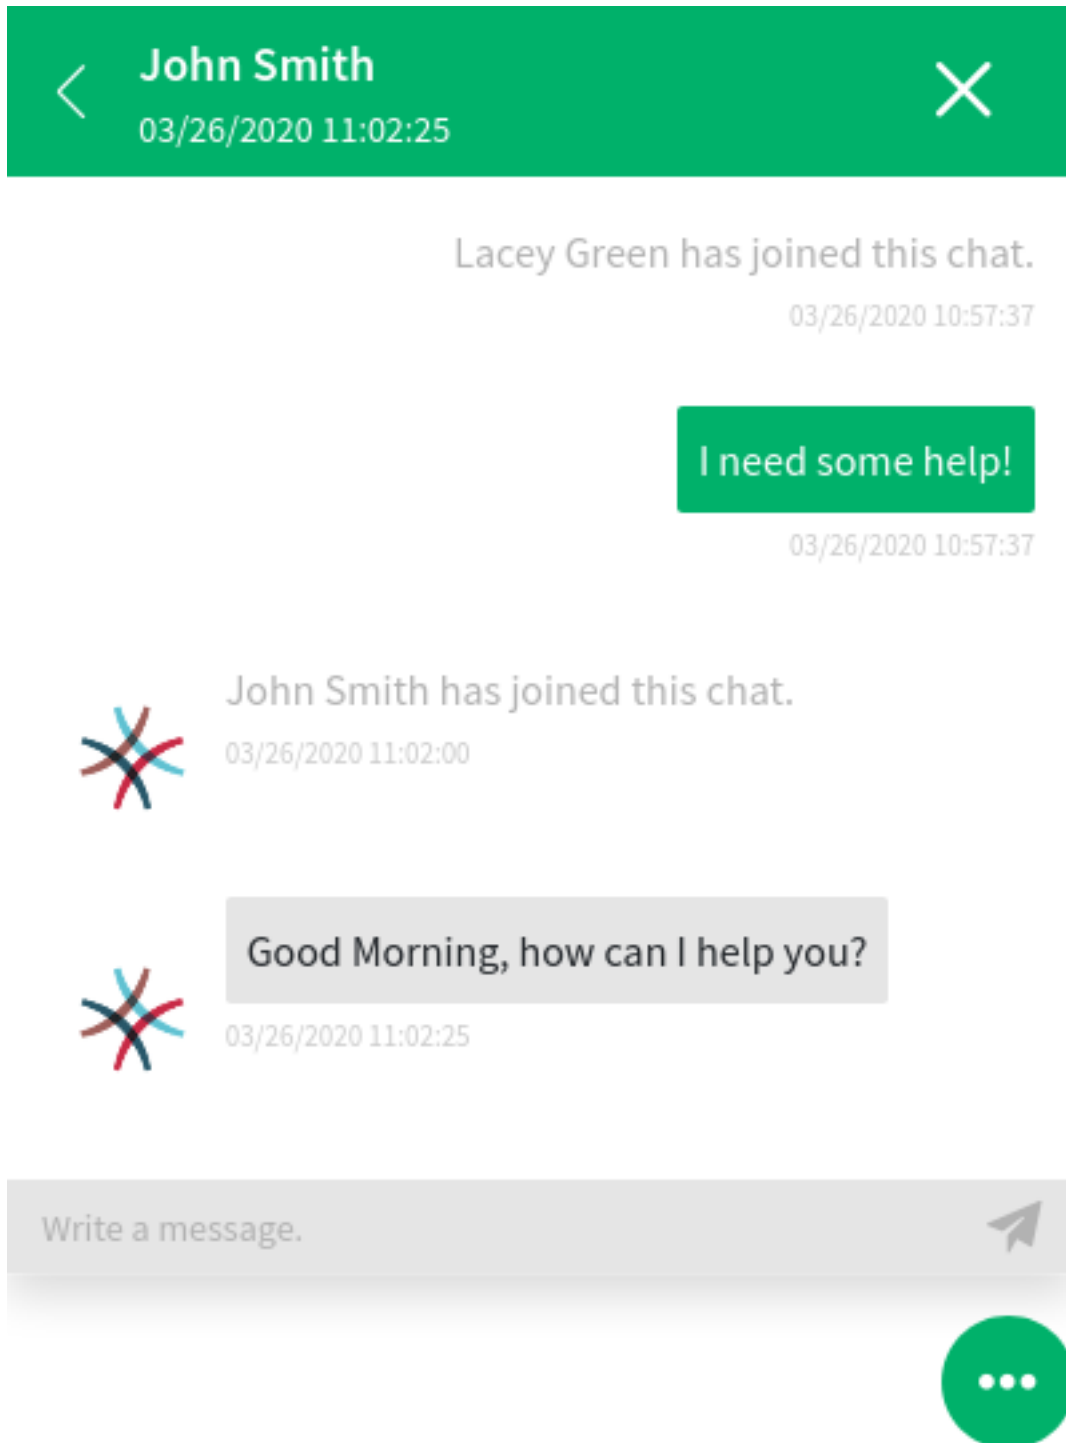 John Smith
03/26/2020 11:02:25
Lacey Green has joined this chat.
03/26/2020 10:57:37
I need some help!
03/26/2020 10:57:37
John Smith has joined this chat.
03/26/2020 11:02:00
Good Morning, how can I help you?
03/26/2020 11:02:25
Write a message.